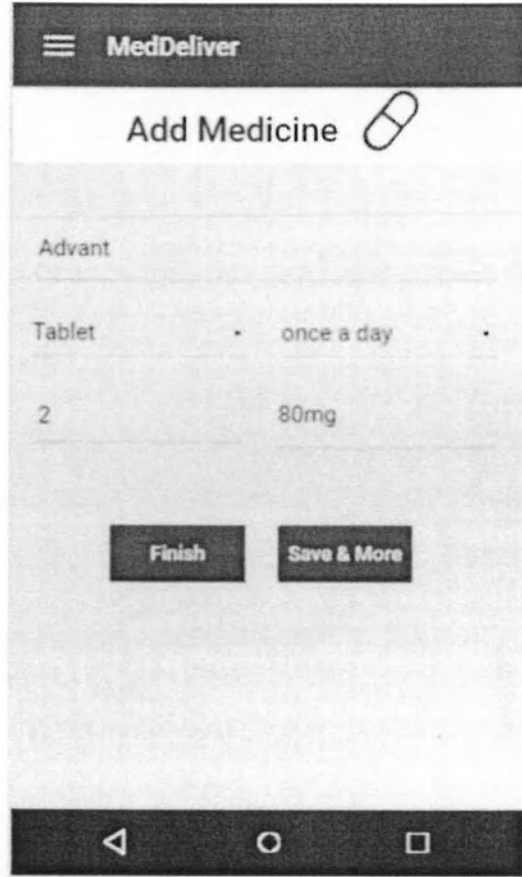 MedDeliver
Add Medicine
Advant
Tablet once a day
2 80mg
Finish Save & More